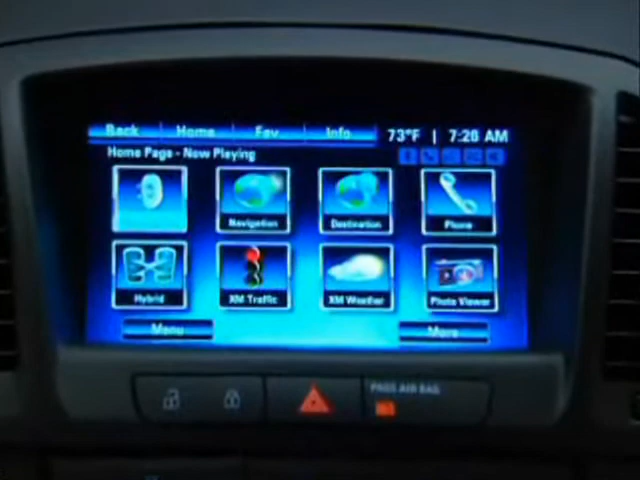 Back Home Fav Info 73°F | 7:26 AM
Home Page - Now Playing
Navigation Destination Phone
Hybrid XM Traffic XM Weather Photo Viewer
Menu More
PASS AIR BAG